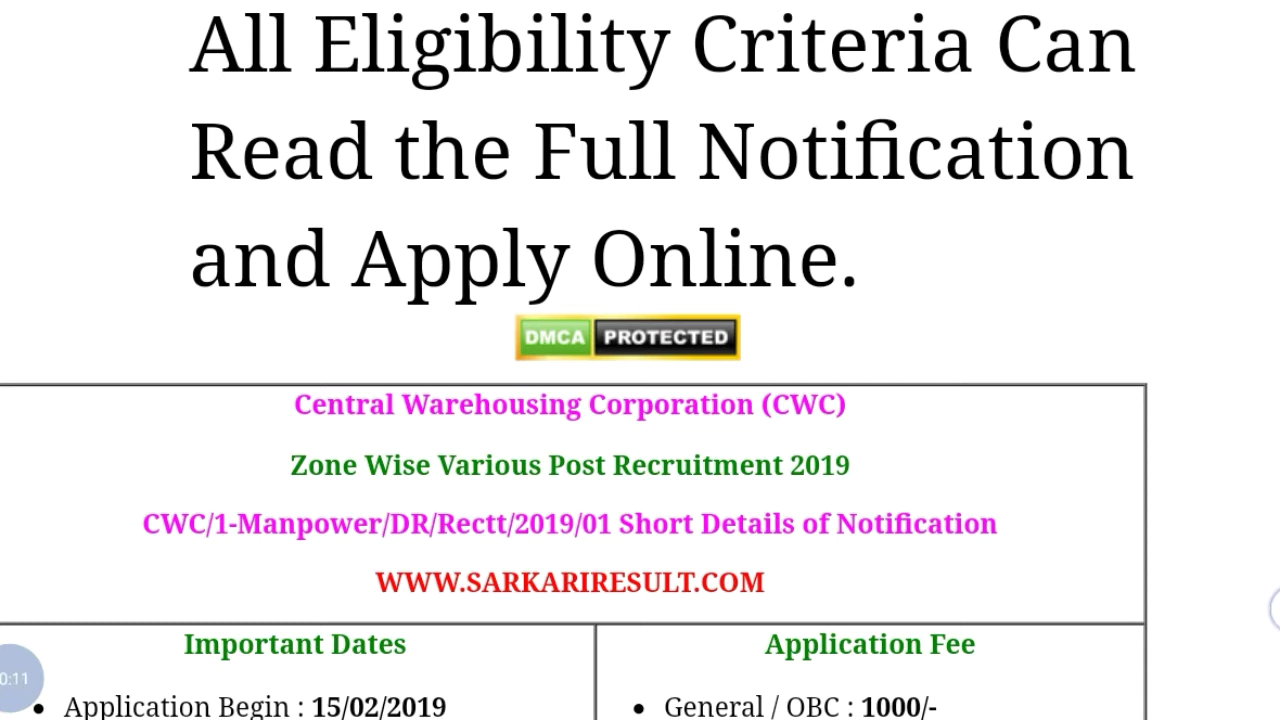 All Eligibility Criteria Can
Read the Full Notification
and Apply Online.
DMCA PROTECTED
Central Warehousing Corporation (CWC)
Zone Wise Various Post Recruitment 2019
CWC/1-Manpower/DR/Rectt/2019/01 Short Details of Notification
WWW.SARKARIRESULT.COM
Important Dates
Application Fee
0:11
• Application Begin : 15/02/2019
• General / OBC : 1000/-